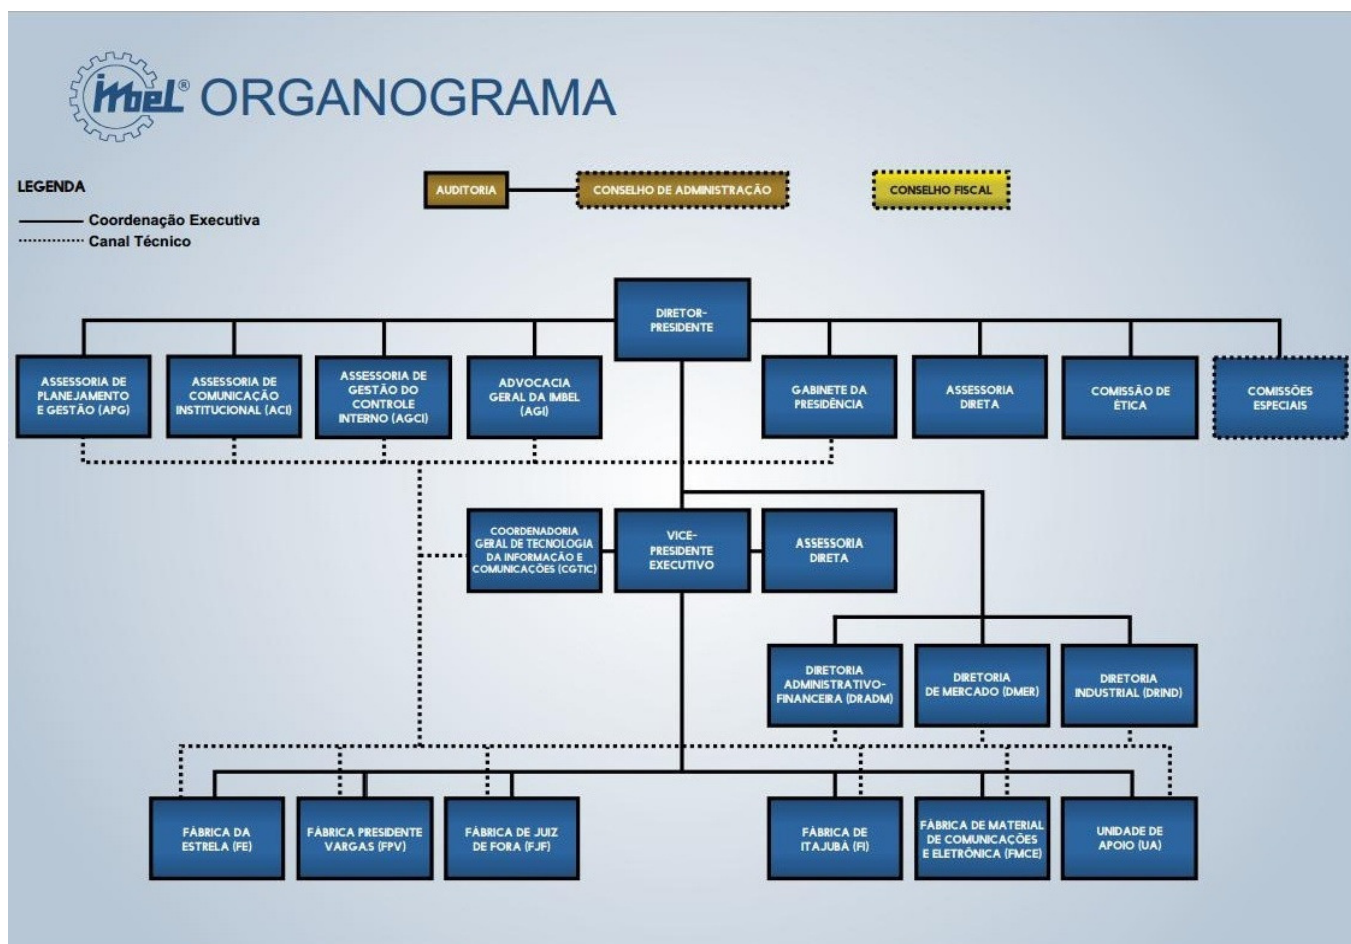 imbel® ORGANOGRAMA
LEGENDA
Coordenação Executiva
Canal Técnico
AUDITORIA
CONSELHO DE ADMINISTRAÇÃO
CONSELHO FISCAL
DIRETOR-
PRESIDENTE
ASSESSORIA DE
PLANEJAMENTO
E GESTÃO (APG)
ASSESSORIA DE
COMUNICAÇÃO
INSTITUCIONAL (ACI)
ASSESSORIA DE
GESTÃO DO
CONTROLE
INTERNO (AGCI)
ADVOCACIA
GERAL DA IMBEL
(AGI)
GABINETE DA
PRESIDÊNCIA
ASSESSORIA
DIRETA
COMISSÃO DE
ÉTICA
COMISSÕES
ESPECIAIS
COORDENADORIA
GERAL DE TECNOLOGIA
DA INFORMAÇÃO E
COMUNICAÇÕES (CGTIC)
VICE-
PRESIDENTE
EXECUTIVO
ASSESSORIA
DIRETA
DIRETORIA
ADMINISTRATIVO-
FINANCEIRA (DRADM)
DIRETORIA
DE MERCADO (DMER)
DIRETORIA
INDUSTRIAL (DRIND)
FÁBRICA DA
ESTRELA (FE)
FÁBRICA PRESIDENTE
VARGAS (FPV)
FÁBRICA DE JUIZ
DE FORA (FJF)
FÁBRICA DE
ITAJUBÁ (FI)
FÁBRICA DE MATERIAL
DE COMUNICAÇÕES
E ELETRÔNICA (FMCE)
UNIDADE DE
APOIO (UA)